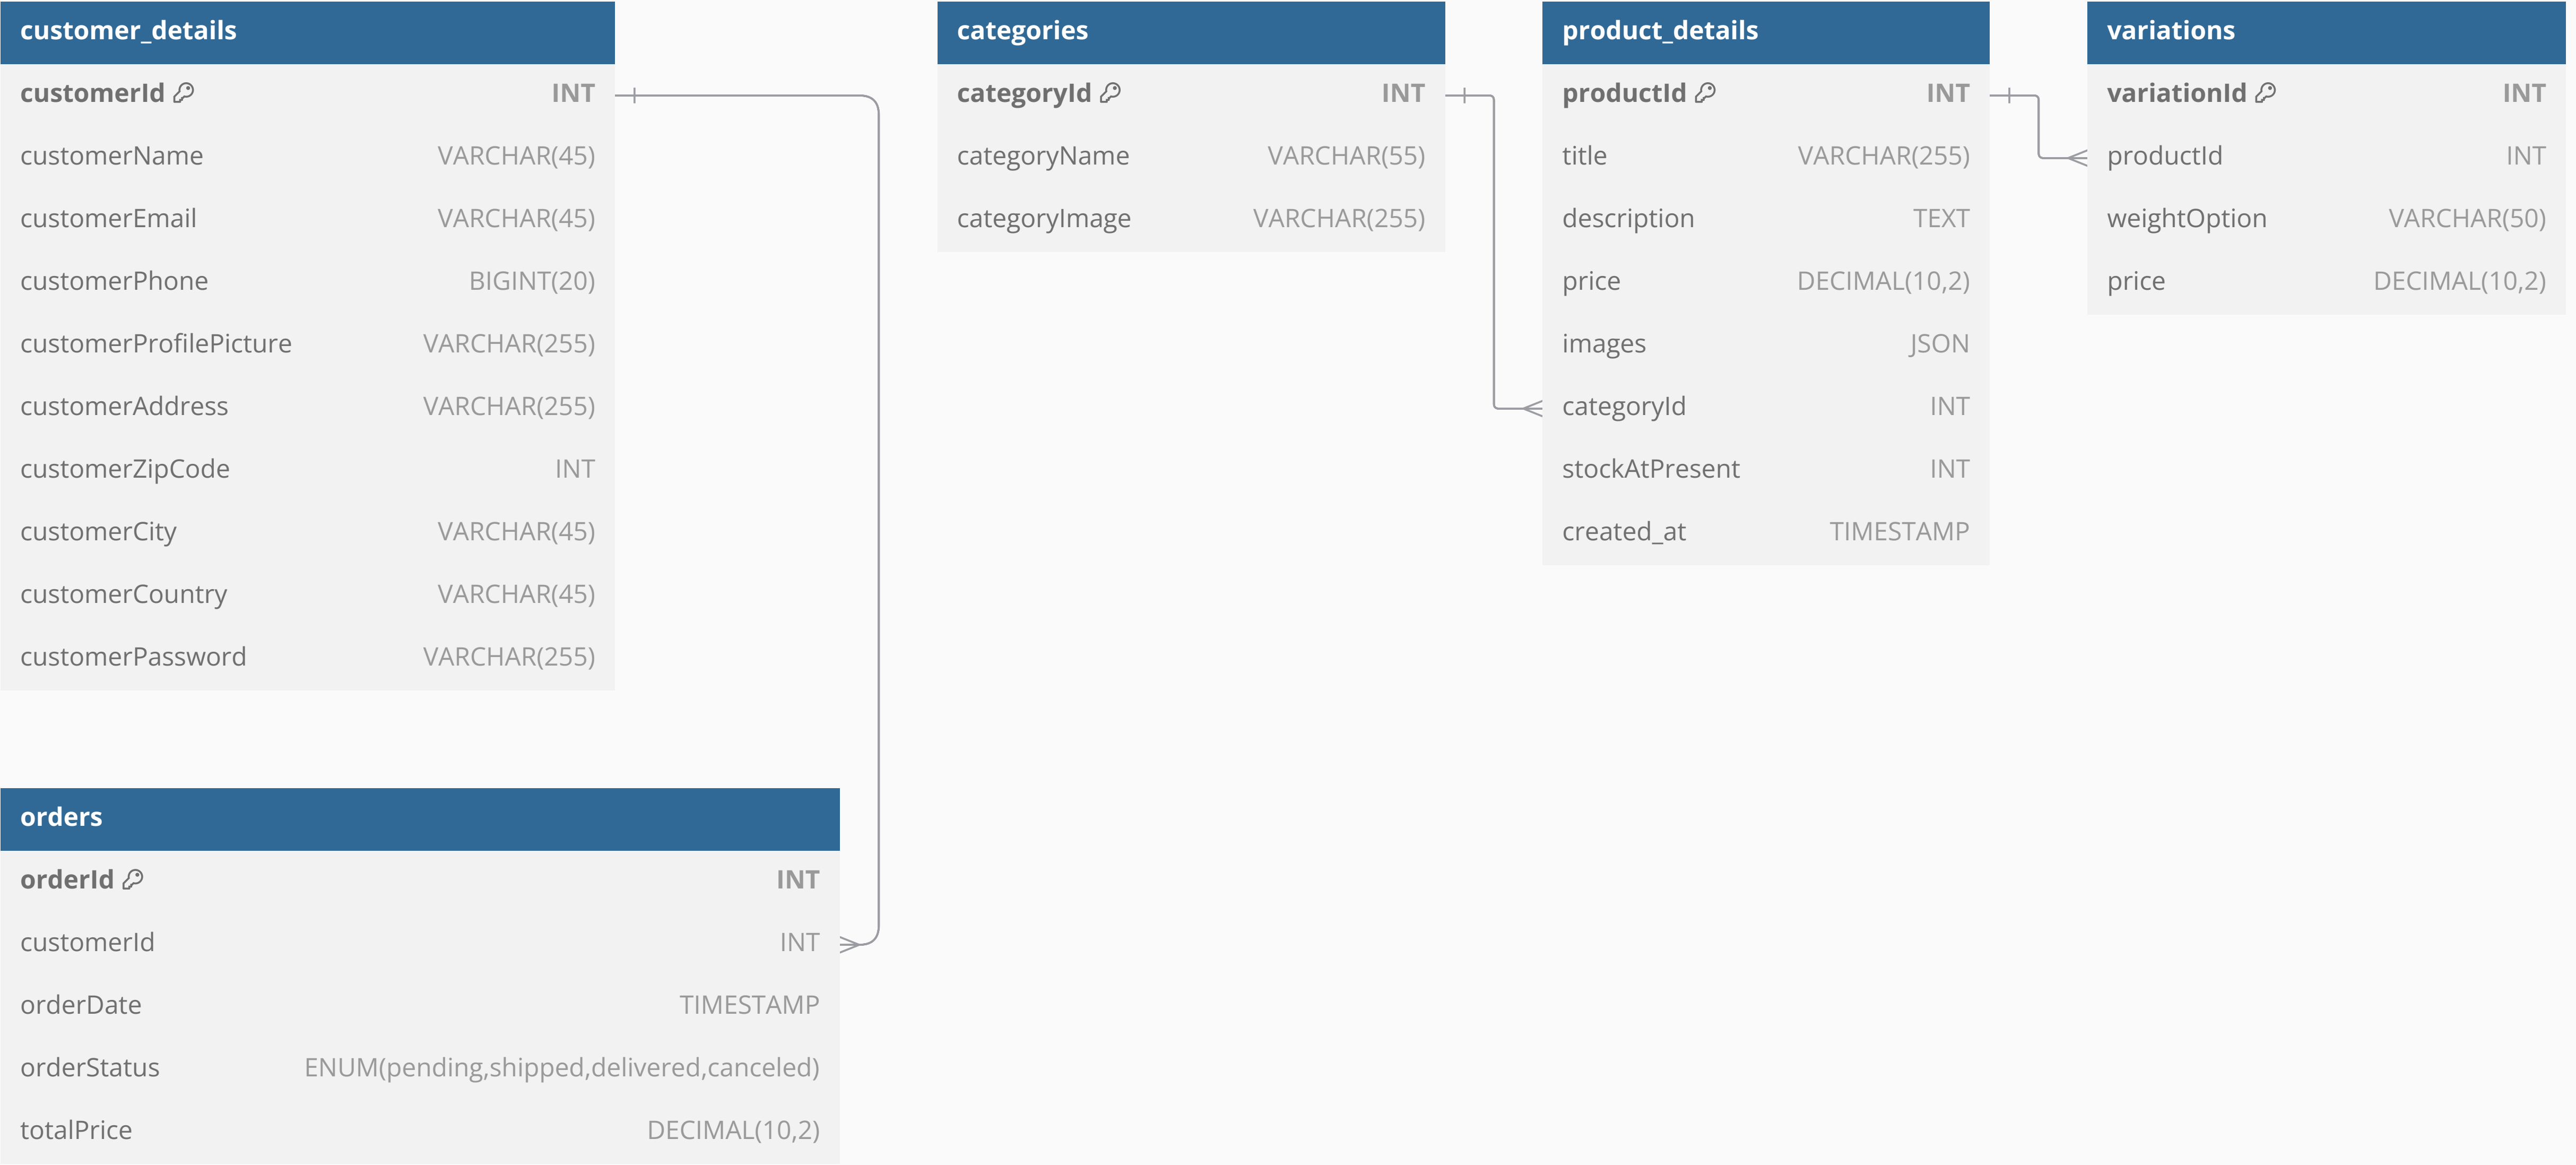 customer_details
customerId INT
customerName VARCHAR(45)
customerEmail VARCHAR(45)
customerPhone BIGINT(20)
customerProfilePicture VARCHAR(255)
customerAddress VARCHAR(255)
customerZipCode INT
customerCity VARCHAR(45)
customerCountry VARCHAR(45)
customerPassword VARCHAR(255)
orders
orderId INT
customerId INT
orderDate TIMESTAMP
orderStatus ENUM(pending,shipped,delivered,canceled)
totalPrice DECIMAL(10,2)
categories
categoryId INT
categoryName VARCHAR(55)
categoryImage VARCHAR(255)
product_details
productId INT
title VARCHAR(255)
description TEXT
price DECIMAL(10,2)
images JSON
categoryId INT
stockAtPresent INT
created_at TIMESTAMP
variations
variationId INT
productId INT
weightOption VARCHAR(50)
price DECIMAL(10,2)